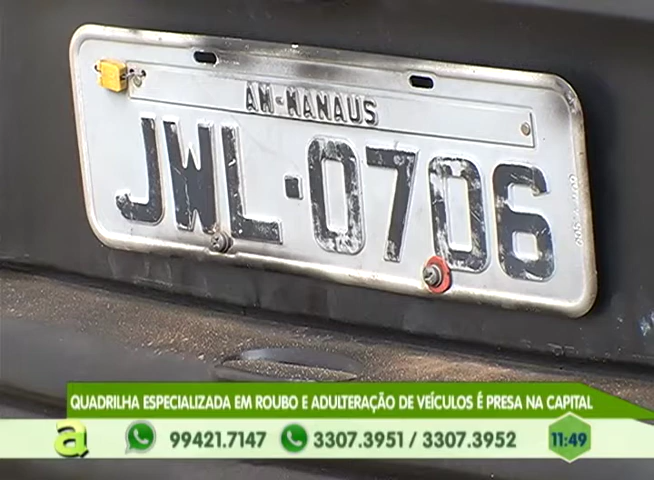 AM-MANAUS
JWL·0706
QUADRILHA ESPECIALIZADA EM ROUBO E ADULTERAÇÃO DE VEÍCULOS É PRESA NA CAPITAL
a 99421.7147 3307.3951 / 3307.3952 11:49